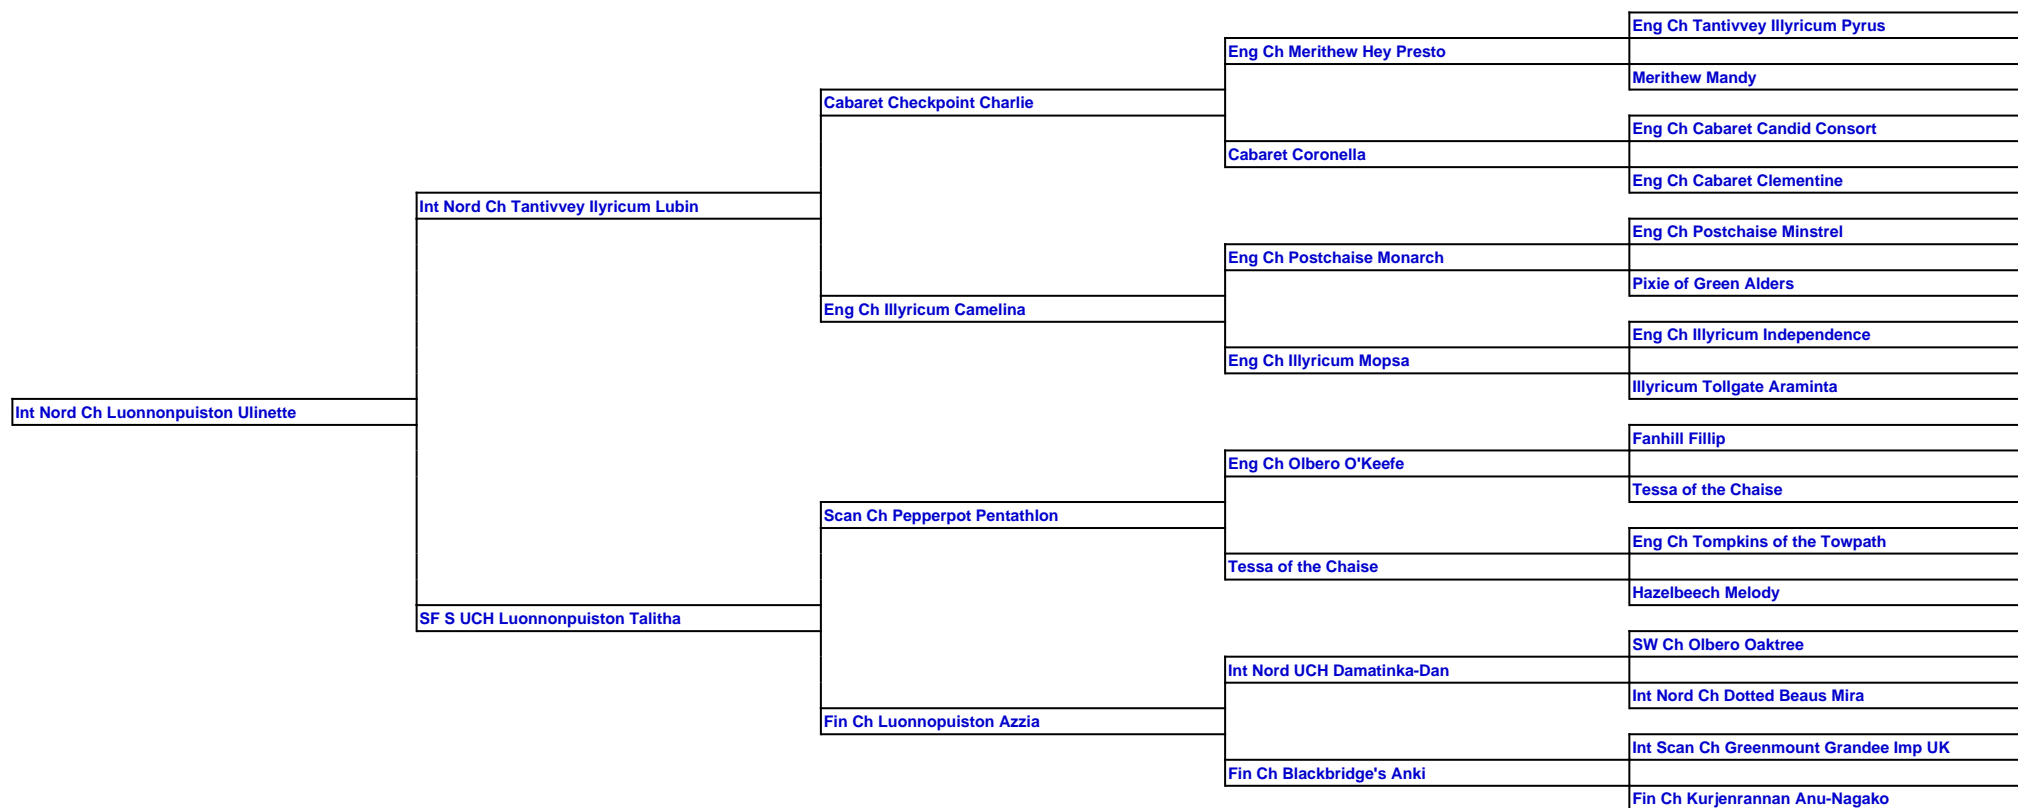 Eng Ch Tantivvey Illyricum Pyrus
Eng Ch Merithew Hey Presto
Merithew Mandy
Cabaret Checkpoint Charlie
Eng Ch Cabaret Candid Consort
Cabaret Coronella
Eng Ch Cabaret Clementine
Int Nord Ch Tantivvey Ilyricum Lubin
Eng Ch Postchaise Minstrel
Eng Ch Postchaise Monarch
Pixie of Green Alders
Eng Ch Illyricum Camelina
Eng Ch Illyricum Independence
Eng Ch Illyricum Mopsa
Illyricum Tollgate Araminta
Int Nord Ch Luonnonpuiston Ulinette
Fanhill Fillip
Eng Ch Olbero O'Keefe
Tessa of the Chaise
Scan Ch Pepperpot Pentathlon
Eng Ch Tompkins of the Towpath
Tessa of the Chaise
Hazelbeech Melody
SF S UCH Luonnonpuiston Talitha
SW Ch Olbero Oaktree
Int Nord UCH Damatinka-Dan
Int Nord Ch Dotted Beaus Mira
Fin Ch Luonnopuiston Azzia
Int Scan Ch Greenmount Grandee Imp UK
Fin Ch Blackbridge's Anki
Fin Ch Kurjenrannan Anu-Nagako